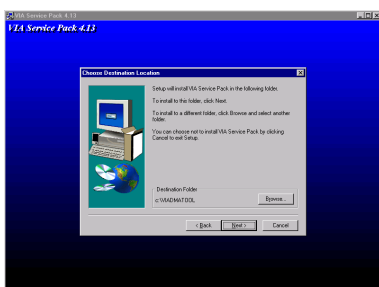 VIA Service Pack 4.13
VIA Service Pack 4.13
Choose Destination Location
Setup will install VIA Service Pack in the following folder.
To install to this folder, click Next.
To install to a different folder, click Browse and select another
folder.
You can choose not to install VIA Service Pack by clicking
Cancel to exit Setup.
Destination Folder
c:\VIADMATOOL
Browse...
< Back
Next >
Cancel